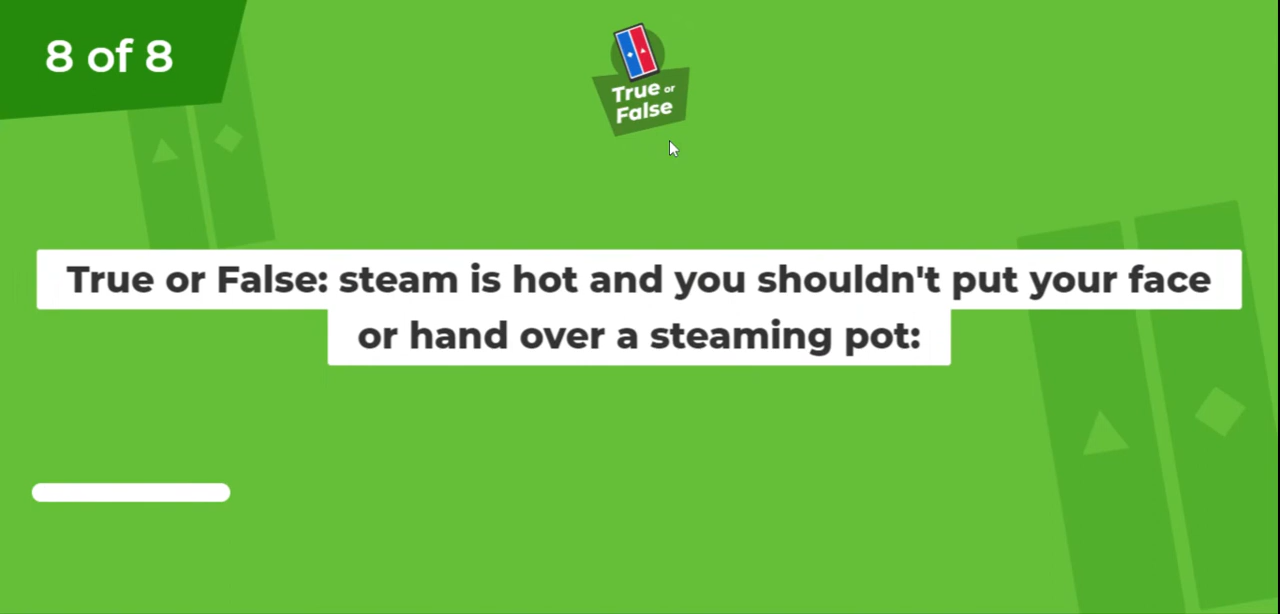 8 of 8
True or
False
True or False: steam is hot and you shouldn't put your face
or hand over a steaming pot: